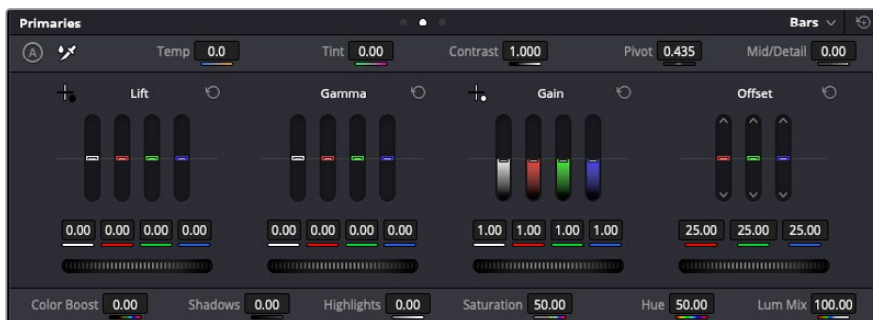 Primaries Bars
A Temp 0.0 Tint 0.00 Contrast 1.000 Pivot 0.435 Mid/Detail 0.00
Lift Gamma Gain Offset
0.00 0.00 0.00 0.00 0.00 0.00 0.00 0.00 1.00 1.00 1.00 1.00 25.00 25.00 25.00
Color Boost 0.00 Shadows 0.00 Highlights 0.00 Saturation 50.00 Hue 50.00 Lum Mix 100.00